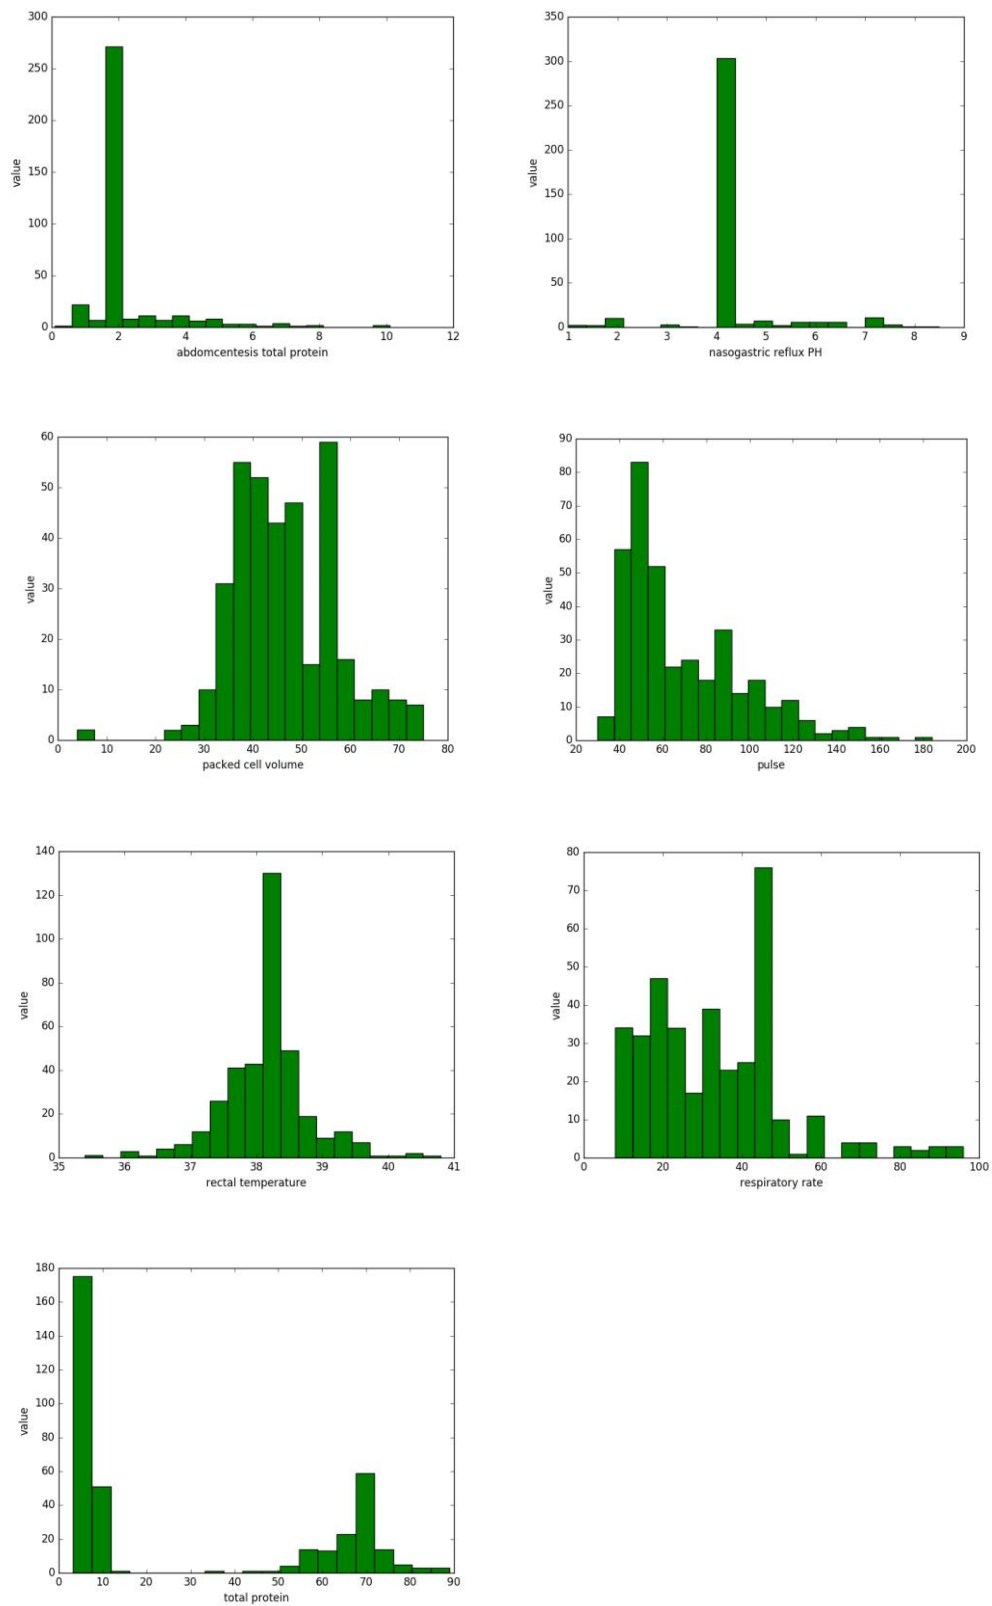 300
250
200
150
100
50
0
value
0 2 4 6 8 10 12
abdomcentesis total protein
350
300
250
200
150
100
50
0
value
1 2 3 4 5 6 7 8 9
nasogastric reflux PH
60
50
40
30
20
10
0
value
0 10 20 30 40 50 60 70 80
packed cell volume
90
80
70
60
50
40
30
20
10
0
value
20 40 60 80 100 120 140 160 180 200
pulse
140
120
100
80
60
40
20
0
value
35 36 37 38 39 40 41
rectal temperature
80
70
60
50
40
30
20
10
0
value
0 20 40 60 80 100
respiratory rate
180
160
140
120
100
80
60
40
20
0
value
0 10 20 30 40 50 60 70 80 90
total protein